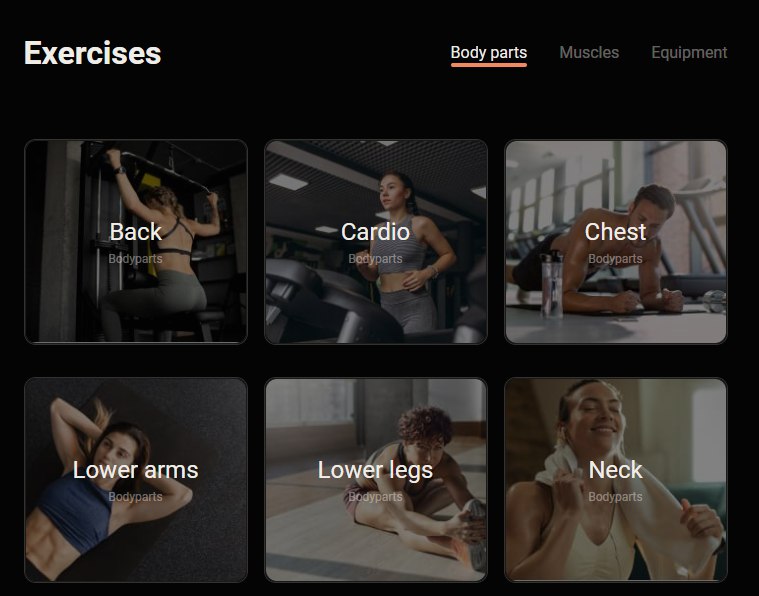 Exercises
Body parts Muscles Equipment
Back Cardio Chest
Bodyparts Bodyparts Bodyparts
Lower arms Lower legs Neck
Bodyparts Bodyparts Bodyparts